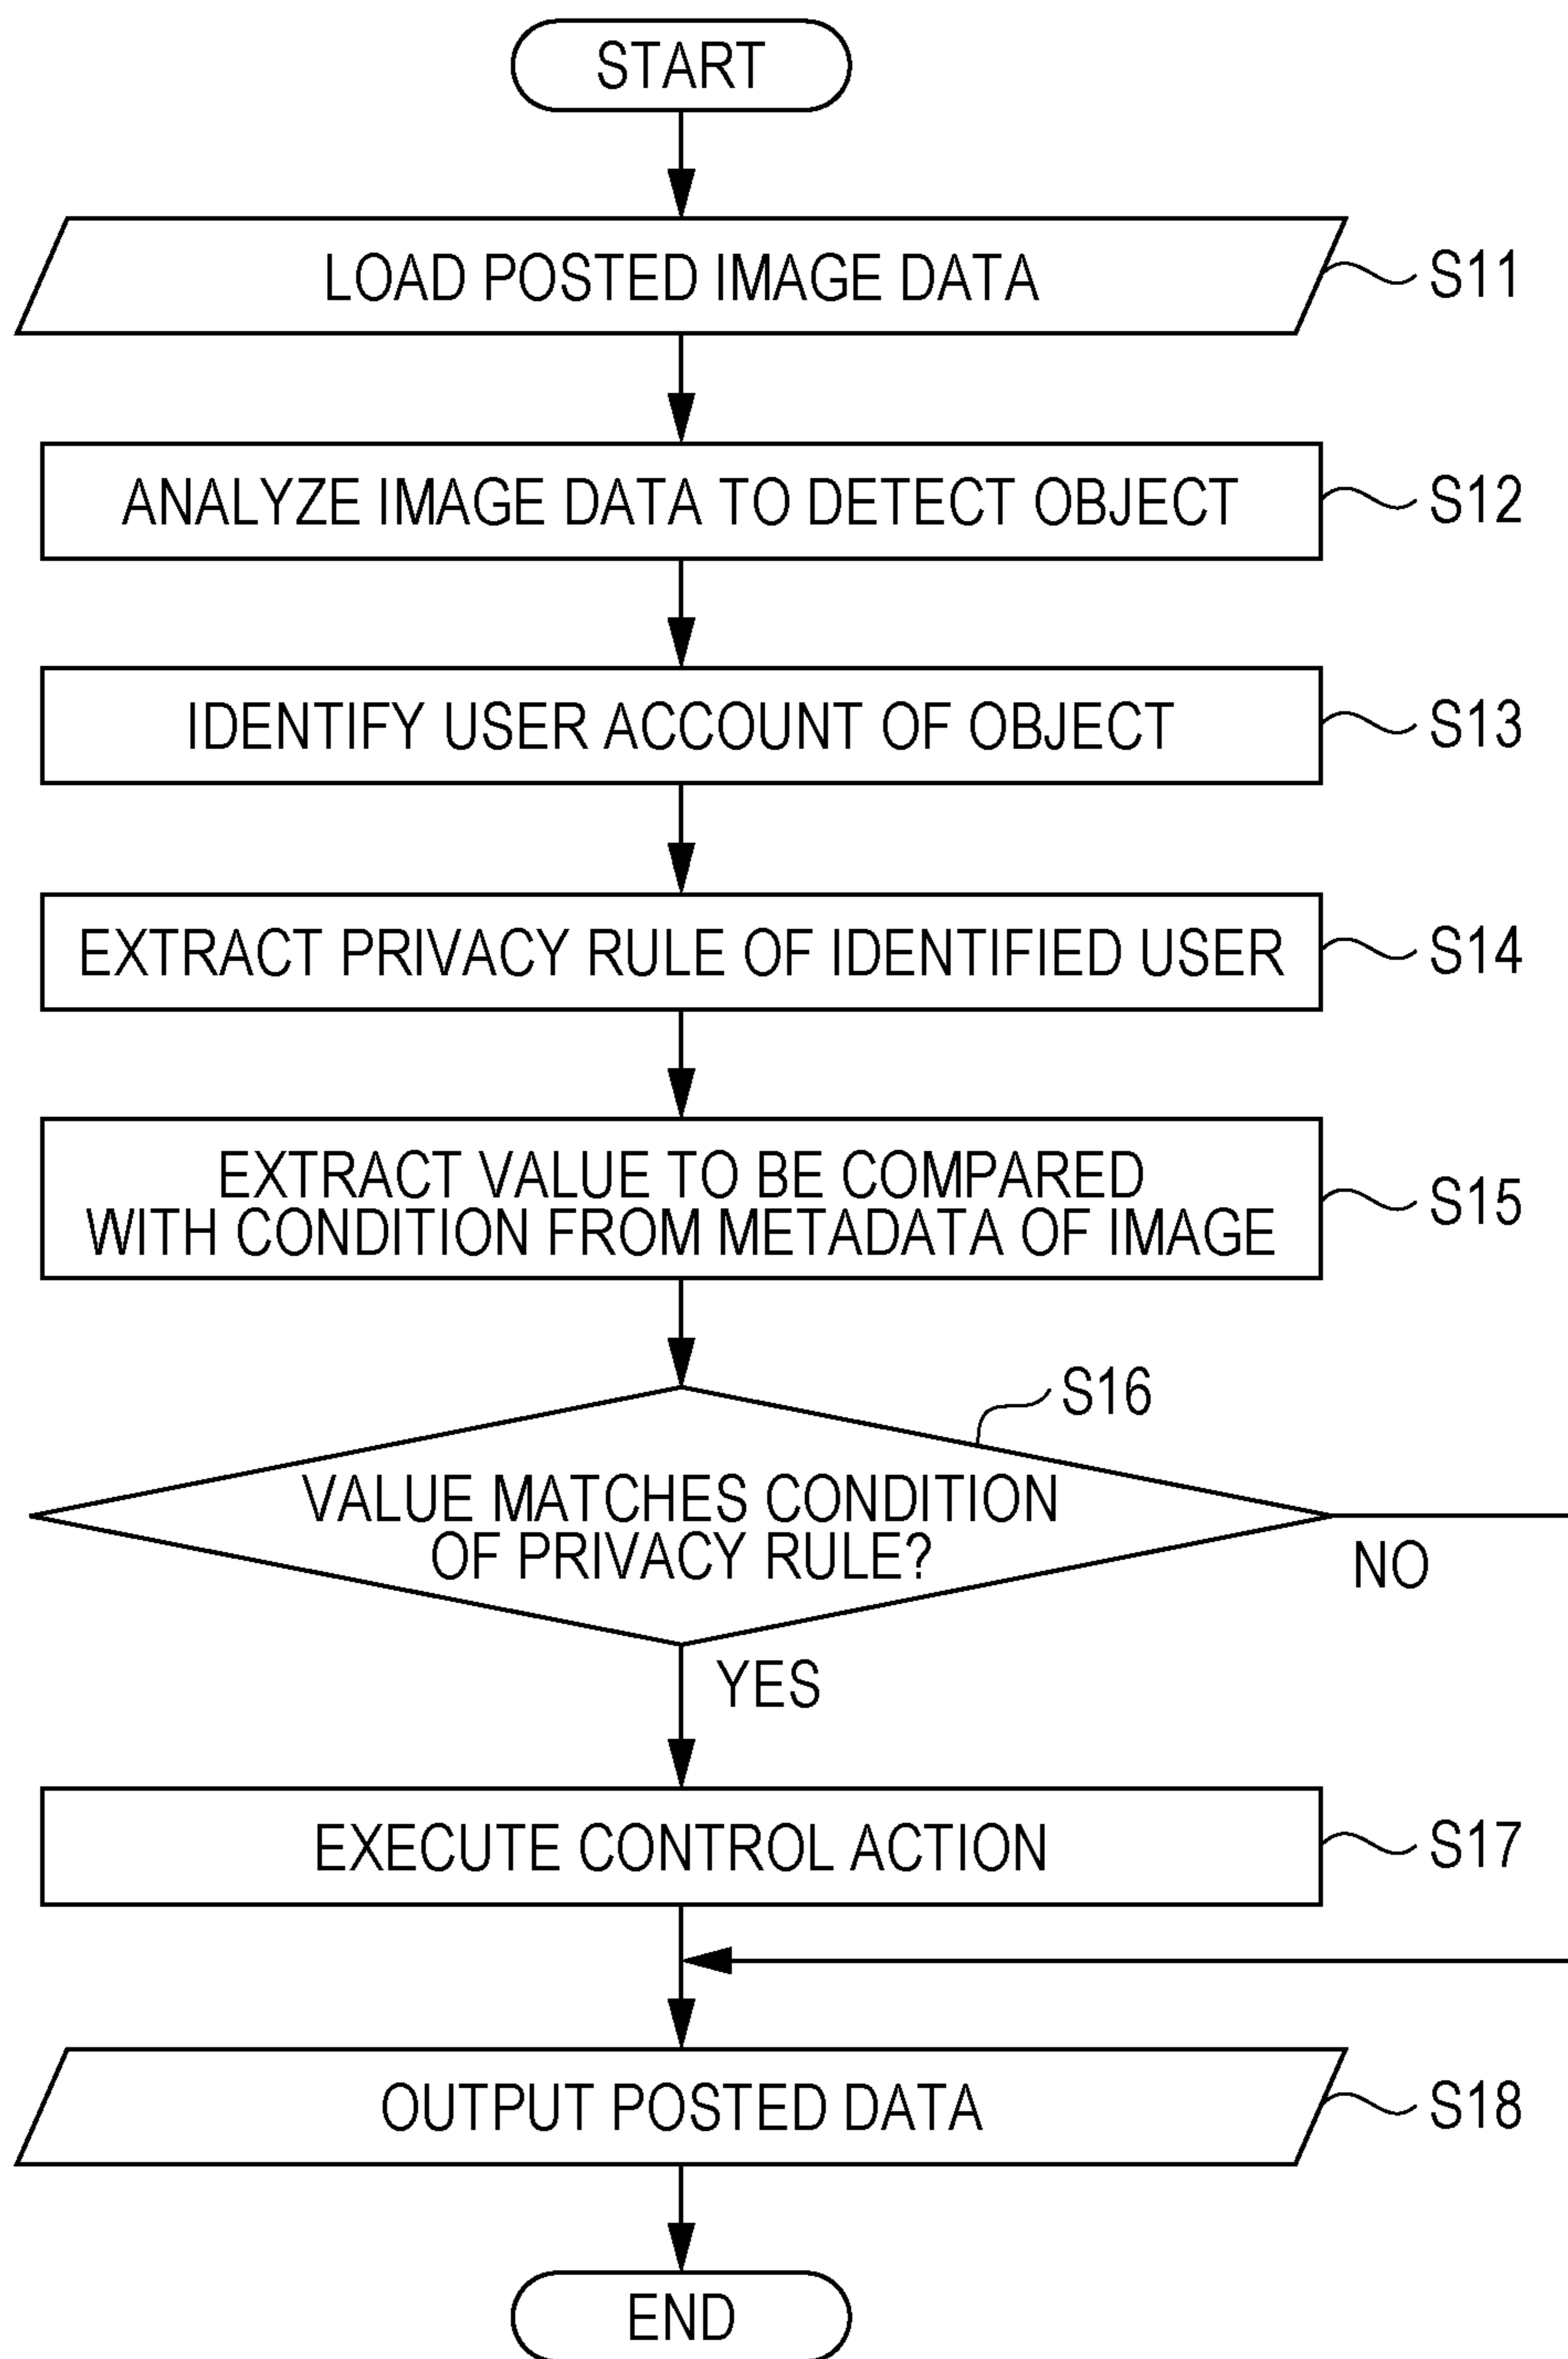 START
LOAD POSTED IMAGE DATA
S11
ANALYZE IMAGE DATA TO DETECT OBJECT
S12
IDENTIFY USER ACCOUNT OF OBJECT
S13
EXTRACT PRIVACY RULE OF IDENTIFIED USER
S14
EXTRACT VALUE TO BE COMPARED
WITH CONDITION FROM METADATA OF IMAGE
S15
S16
VALUE MATCHES CONDITION
OF PRIVACY RULE?
NO
YES
EXECUTE CONTROL ACTION
S17
OUTPUT POSTED DATA
S18
END